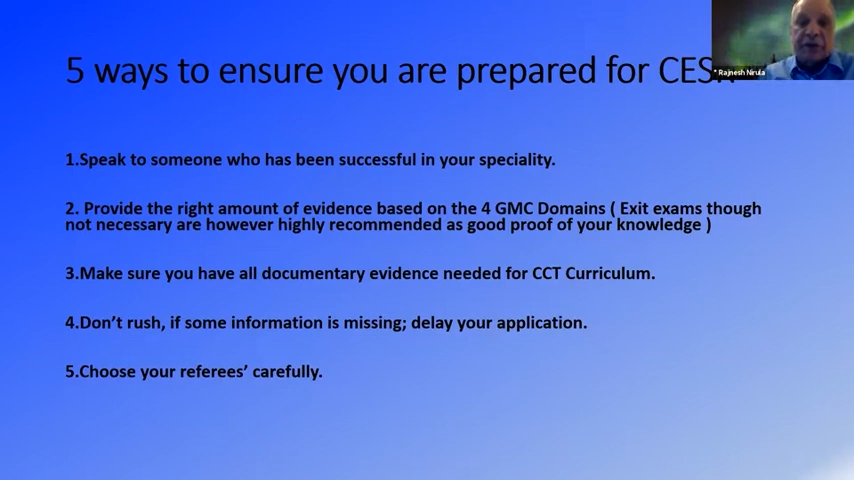 5 ways to ensure you are prepared for CESR
* Rajnesh Nirula
1.Speak to someone who has been successful in your speciality.
2. Provide the right amount of evidence based on the 4 GMC Domains ( Exit exams though
not necessary are however highly recommended as good proof of your knowledge )
3.Make sure you have all documentary evidence needed for CCT Curriculum.
4.Don’t rush, if some information is missing; delay your application.
5.Choose your referees’ carefully.